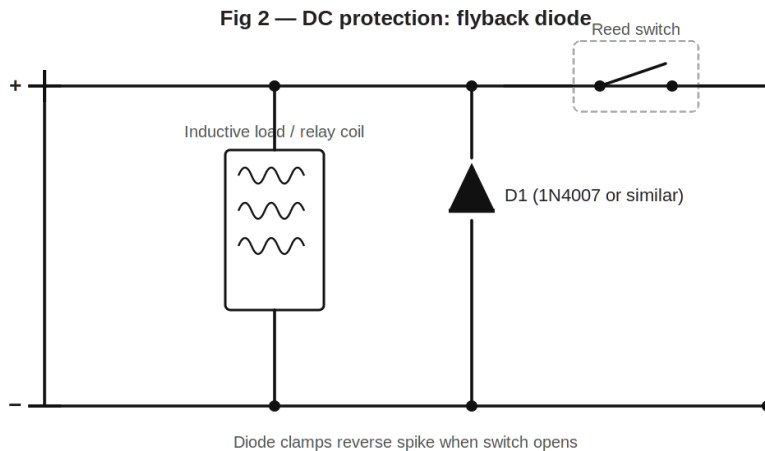 Fig 2 — DC protection: flyback diode
Reed switch
+
Inductive load / relay coil
D1 (1N4007 or similar)
−
Diode clamps reverse spike when switch opens